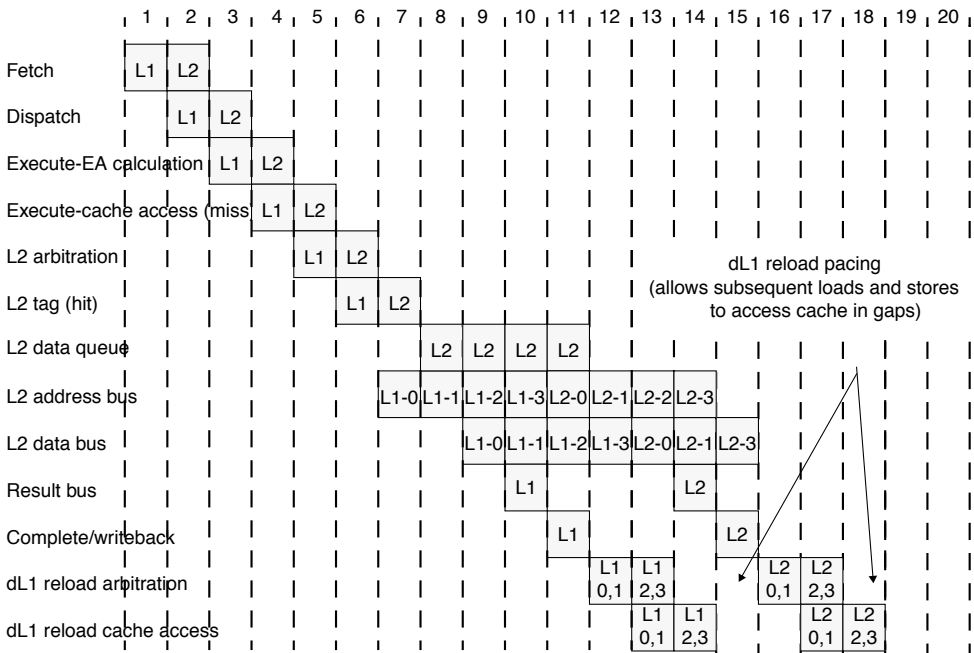 1 2 3 4 5 6 7 8 9 10 11 12 13 14 15 16 17 18 19 20
Fetch L1 L2
Dispatch L1 L2
Execute-EA calculation L1 L2
Execute-cache access (miss L1 L2
L2 arbitration L1 L2
dL1 reload pacing
(allows subsequent loads and stores
to access cache in gaps)
L2 tag (hit) L1 L2
L2 data queue L2 L2 L2 L2
L2 address bus L1-0 L1-1 L1-2 L1-3 L2-0 L2-1 L2-2 L2-3
L2 data bus L1-0 L1-1 L1-2 L1-3 L2-0 L2-1 L2-3
Result bus L1 L2
Complete/writeback L1 L2
dL1 reload arbitration L1 L1 L2 L2
0,1 2,3 0,1 2,3
dL1 reload cache access L1 L1 L2 L2
0,1 2,3 0,1 2,3